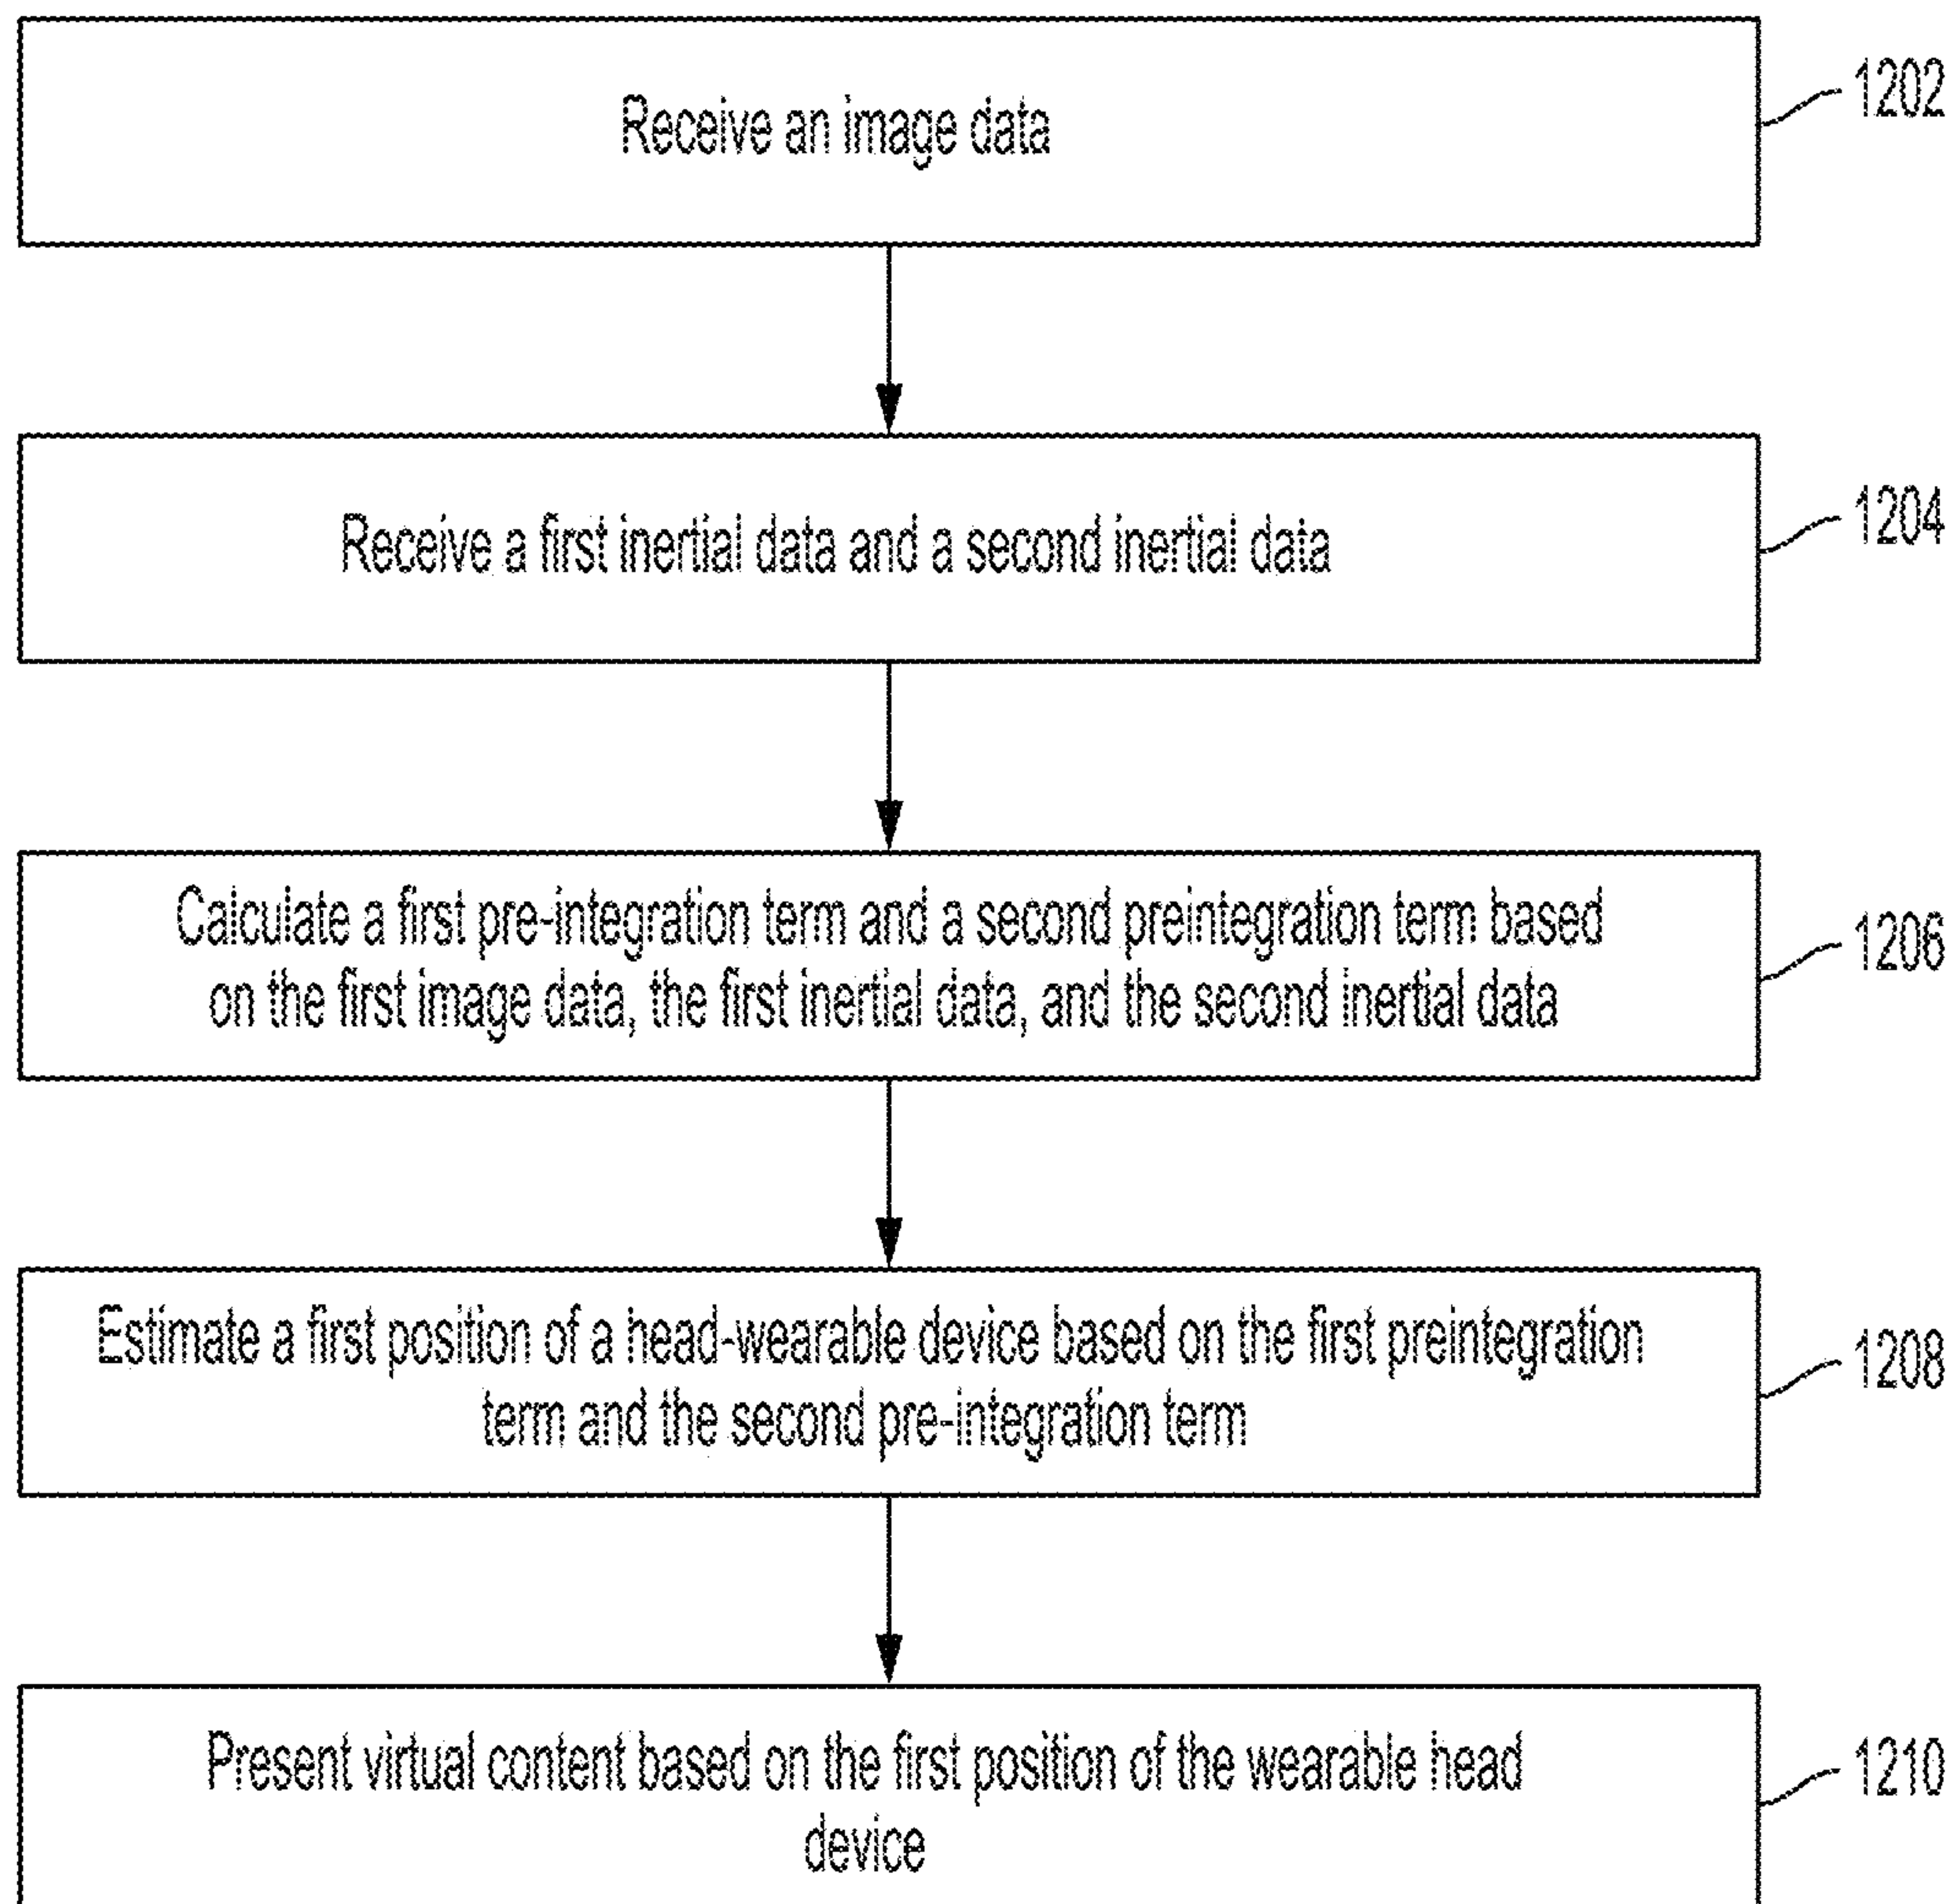 Receive an image data
1202
Receive a first inertial data and a second inertial data
1204
Calculate a first pre-integration term and a second preintegration term based
on the first image data, the first inertial data, and the second inertial data
1206
Estimate a first position of a head-wearable device based on the first preintegration
term and the second pre-integration term
1208
Present virtual content based on the first position of the wearable head
device
1210